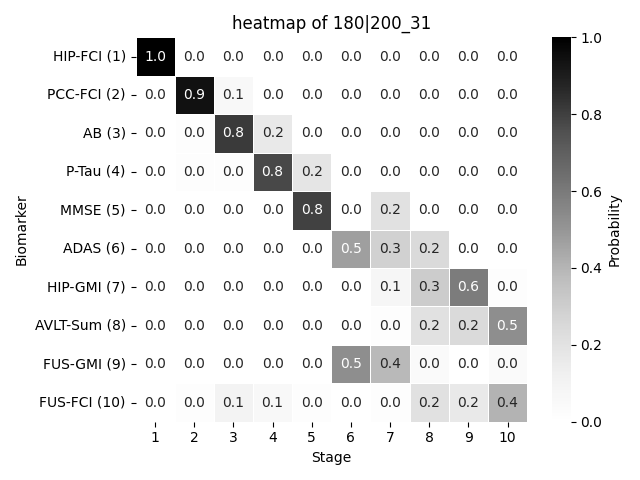 heatmap of 180|200_31
HIP-FCI (1) 1.0 0.0 0.0 0.0 0.0 0.0 0.0 0.0 0.0 0.0
PCC-FCI (2) 0.0 0.9 0.1 0.0 0.0 0.0 0.0 0.0 0.0 0.0
AB (3) 0.0 0.0 0.8 0.2 0.0 0.0 0.0 0.0 0.0 0.0
P-Tau (4) 0.0 0.0 0.0 0.8 0.2 0.0 0.0 0.0 0.0 0.0
MMSE (5) 0.0 0.0 0.0 0.0 0.8 0.0 0.2 0.0 0.0 0.0
ADAS (6) 0.0 0.0 0.0 0.0 0.0 0.5 0.3 0.2 0.0 0.0
HIP-GMI (7) 0.0 0.0 0.0 0.0 0.0 0.0 0.1 0.3 0.6 0.0
AVLT-Sum (8) 0.0 0.0 0.0 0.0 0.0 0.0 0.0 0.2 0.2 0.5
FUS-GMI (9) 0.0 0.0 0.0 0.0 0.0 0.5 0.4 0.0 0.0 0.0
FUS-FCI (10) 0.0 0.0 0.1 0.1 0.0 0.0 0.0 0.2 0.2 0.4
1 2 3 4 5 6 7 8 9 10
Stage
Biomarker
1.0
0.8
0.6
0.4
0.2
0.0
Probability